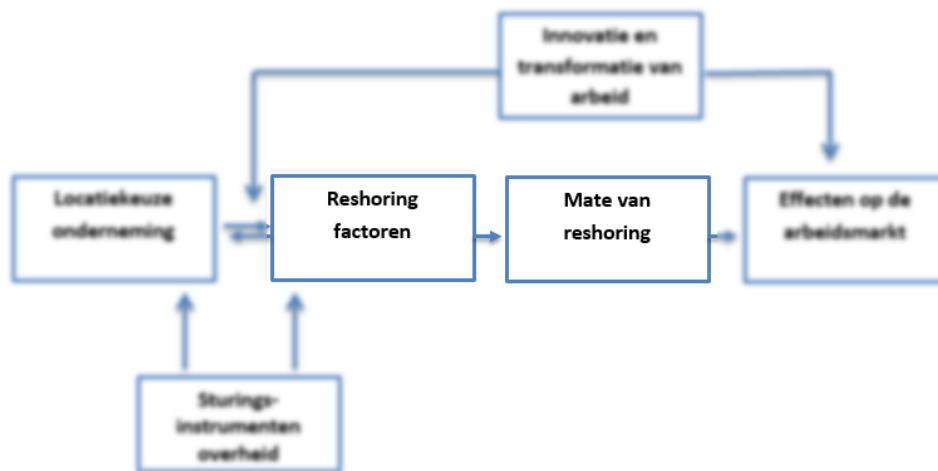 Innovatie en
transformatie van
arbeid
Locatiekeuze
onderneming
Reshoring
factoren
Mate van
reshoring
Effecten op de
arbeidsmarkt
Sturings-
instrumenten
overheid